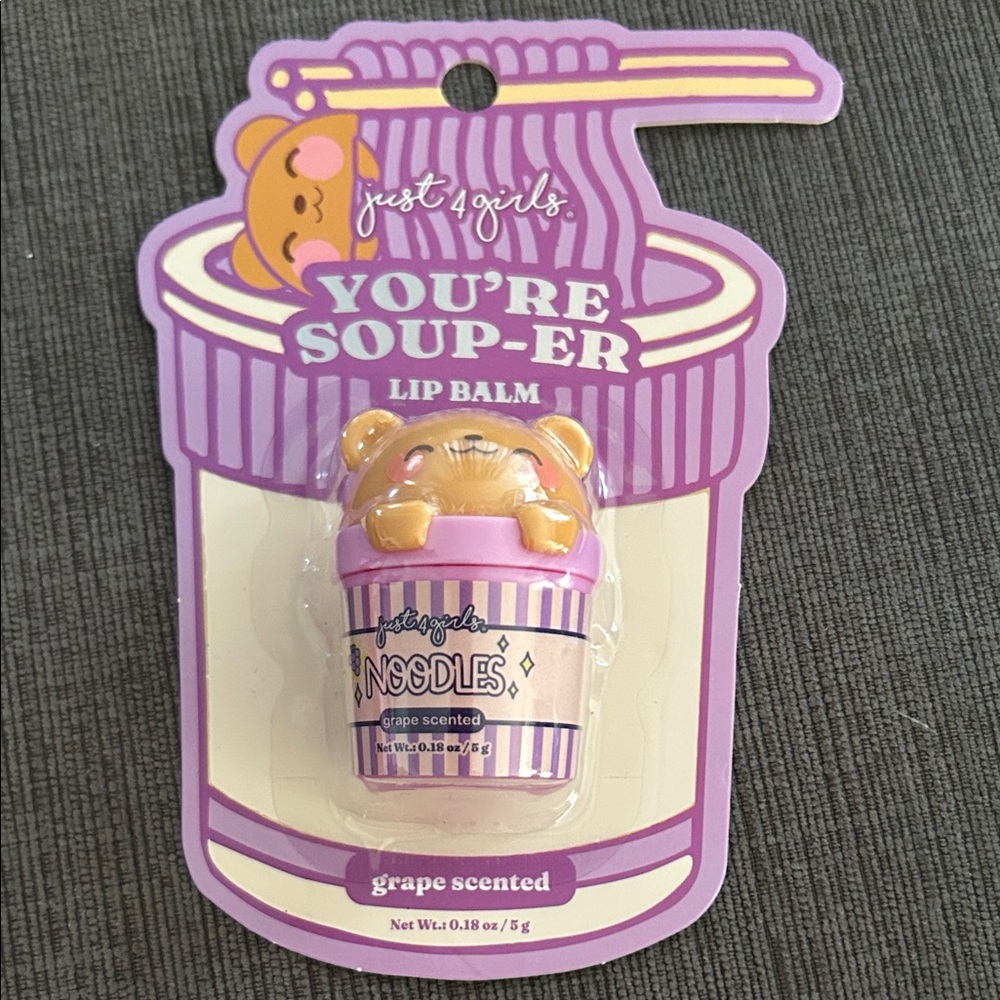 just 4 girls®
YOU'RE
SOUP-ER
LIP BALM
just 4 girls®
NOODLES
grape scented
Net Wt.: 0.18 oz / 5 g
grape scented
Net Wt.: 0.18 oz / 5 g